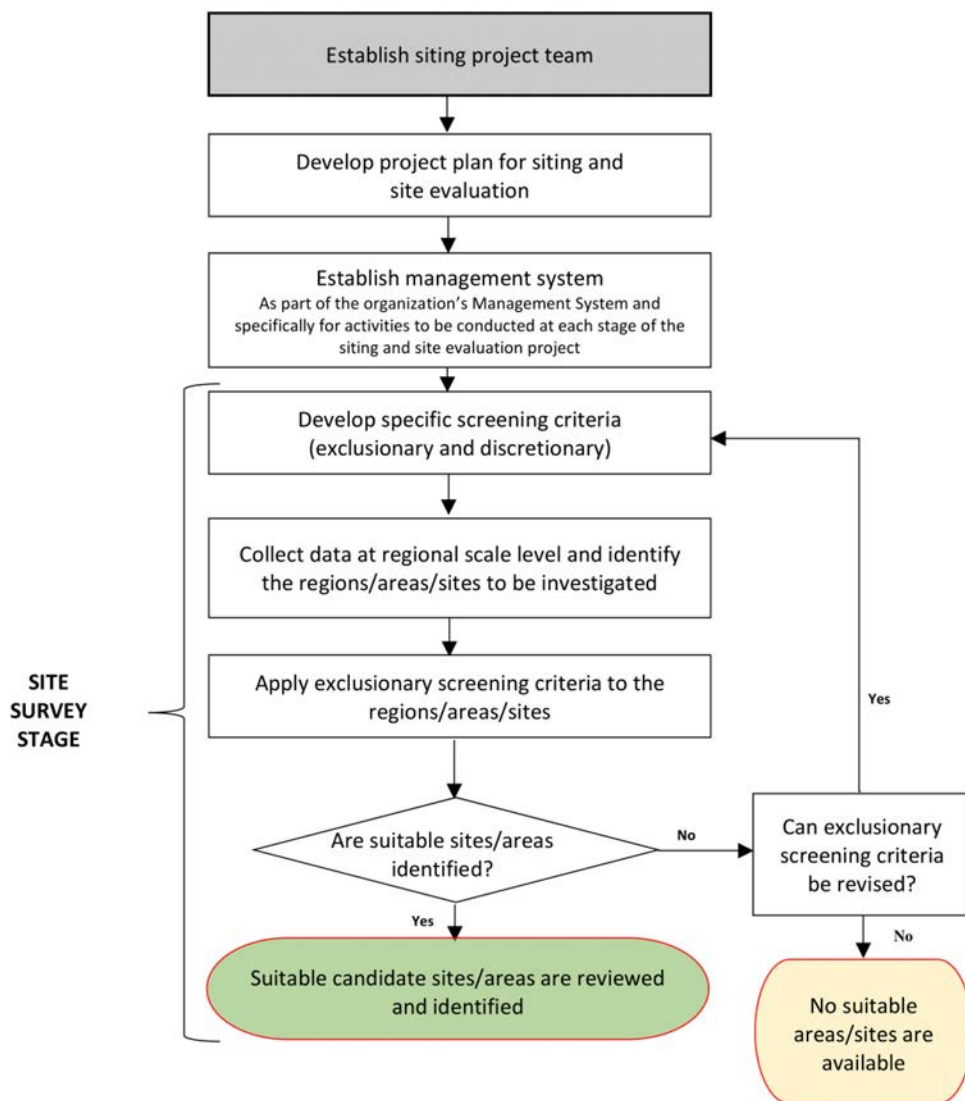 Establish siting project team
Develop project plan for siting and
site evaluation
Establish management system
As part of the organization’s Management System and
specifically for activities to be conducted at each stage of the
siting and site evaluation project
Develop specific screening criteria
(exclusionary and discretionary)
Collect data at regional scale level and identify
the regions/areas/sites to be investigated
SITE
SURVEY
STAGE
Apply exclusionary screening criteria to the
regions/areas/sites
Yes
Are suitable sites/areas
identified?
No
Can exclusionary
screening criteria
be revised?
Yes
No
Suitable candidate sites/areas are reviewed
and identified
No suitable
areas/sites are
available